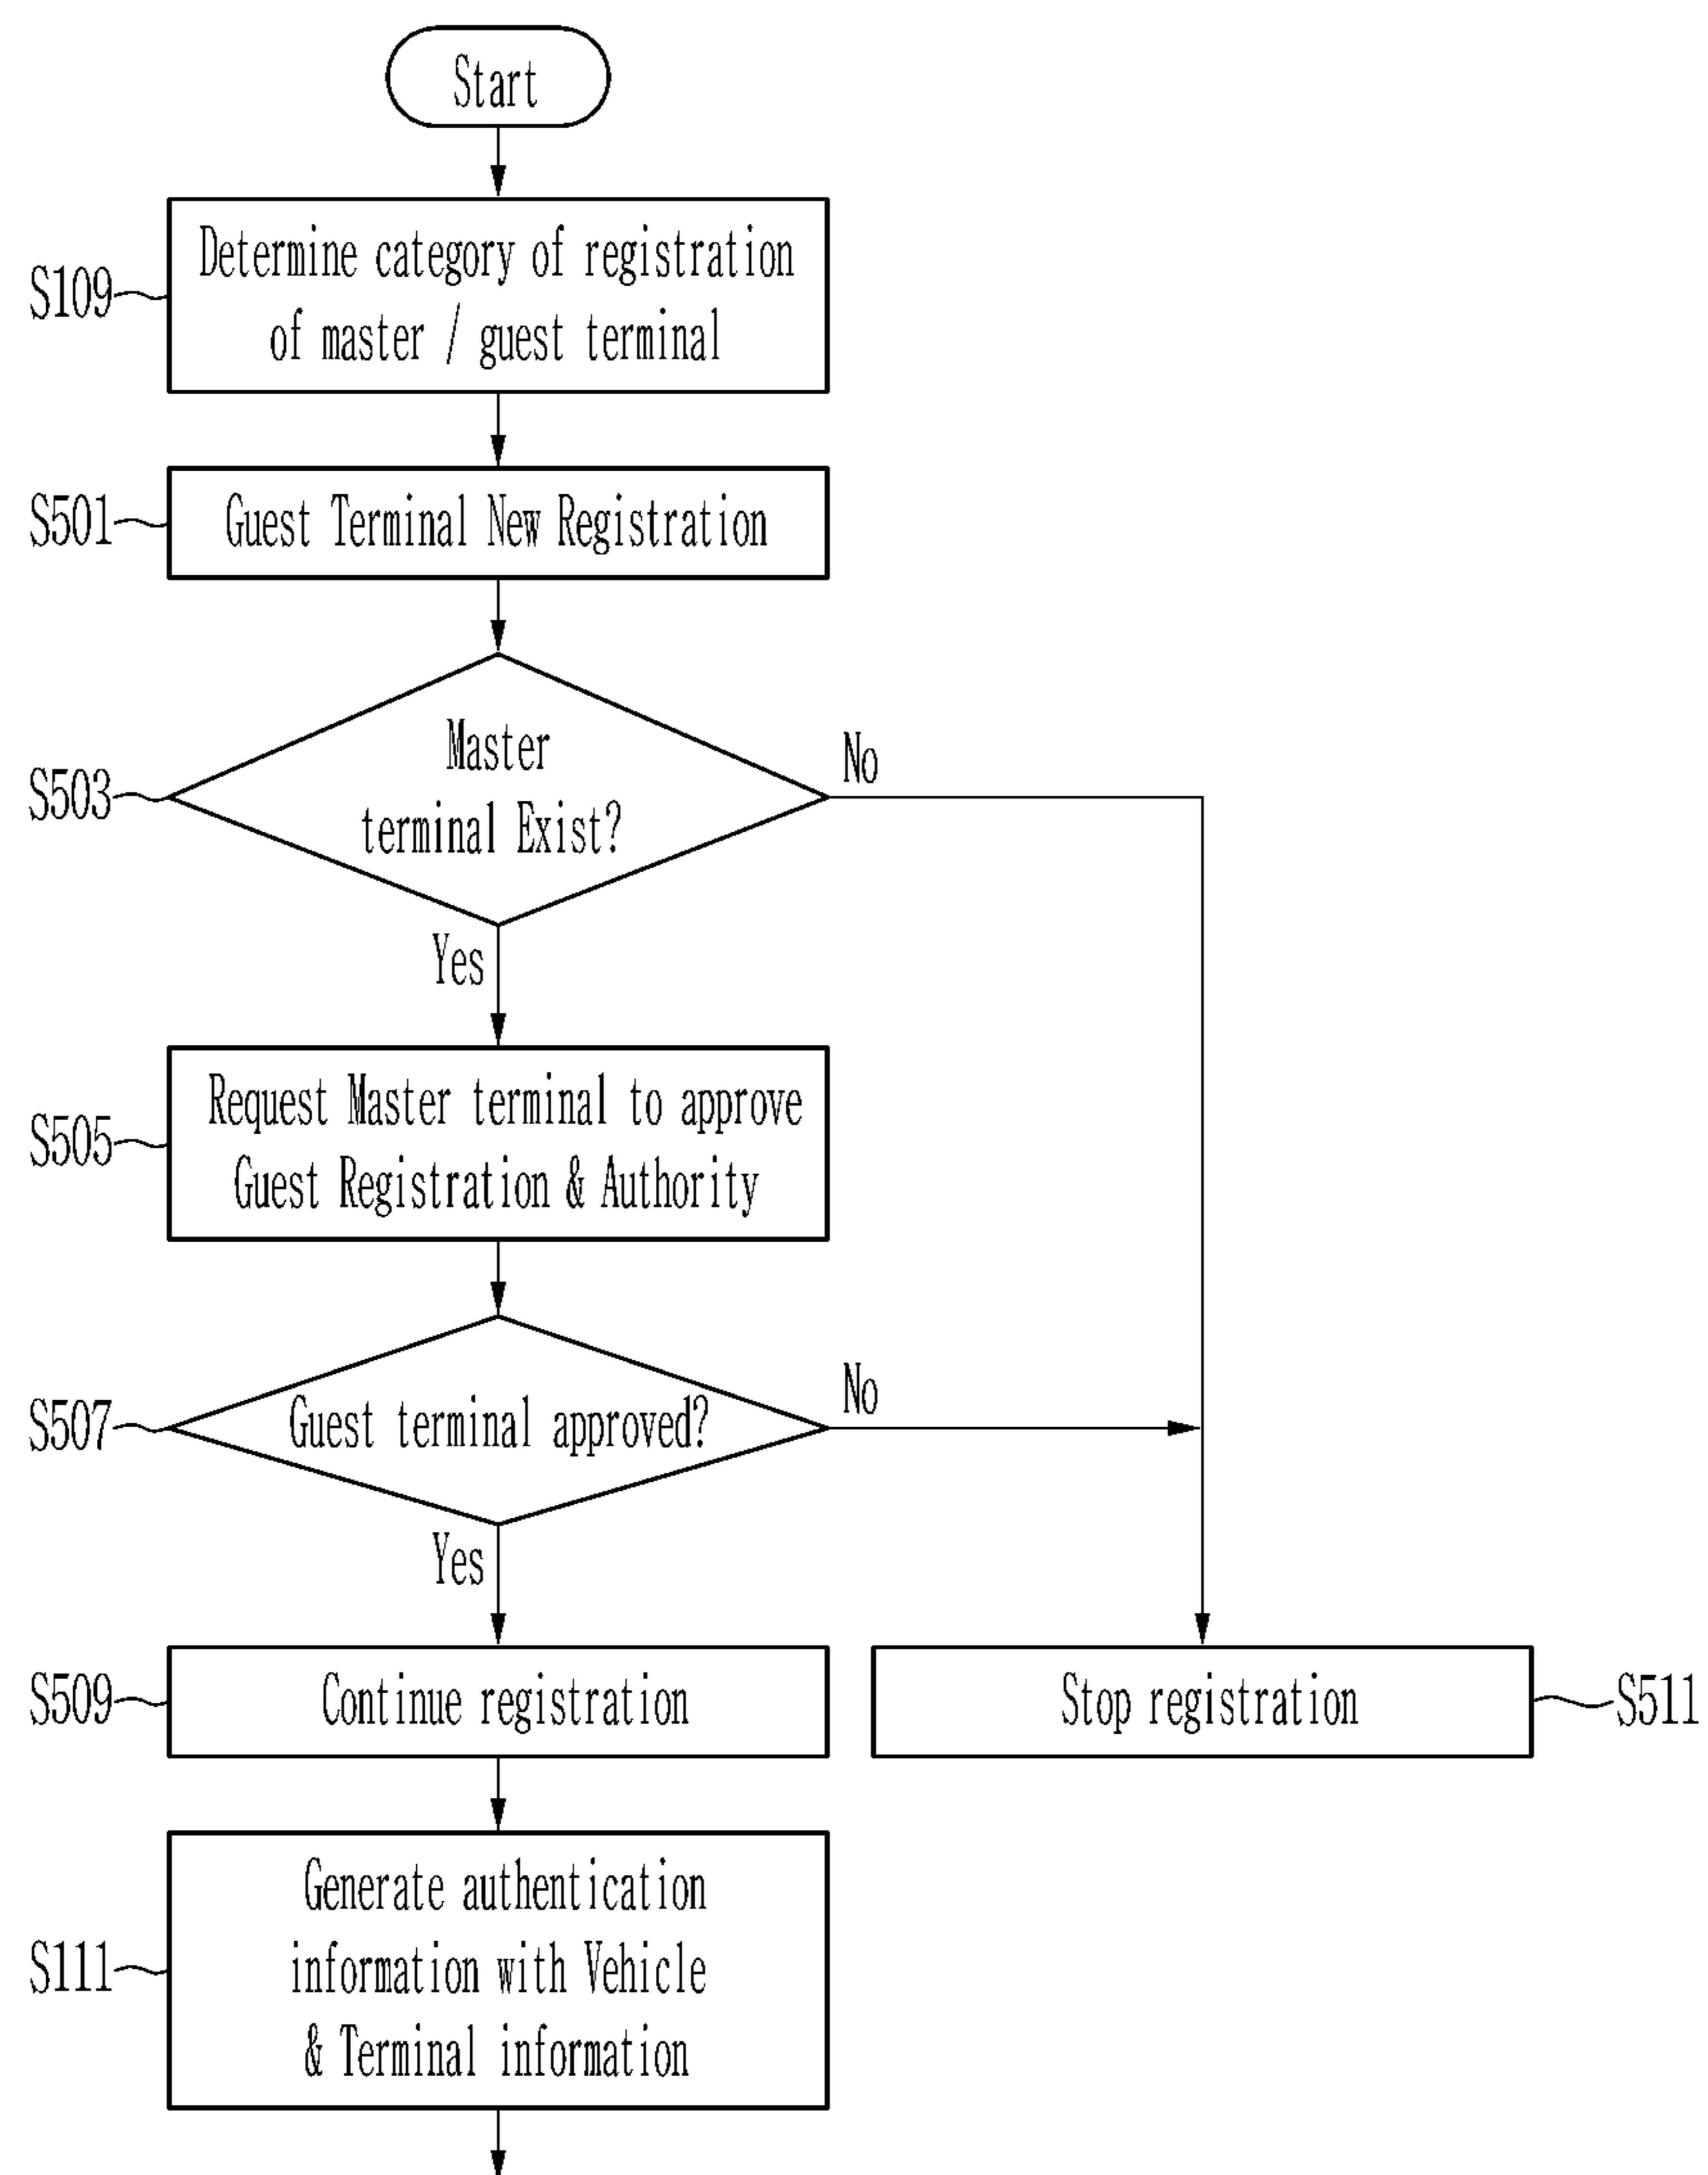 Start
S109
Determine category of registration
of master / guest terminal
S501
Guest Terminal New Registration
S503
Master
terminal Exist?
No
Yes
S505
Request Master terminal to approve
Guest Registration & Authority
S507
Guest terminal approved?
No
Yes
S509
Continue registration
Stop registration
S511
S111
Generate authentication
information with Vehicle
& Terminal information